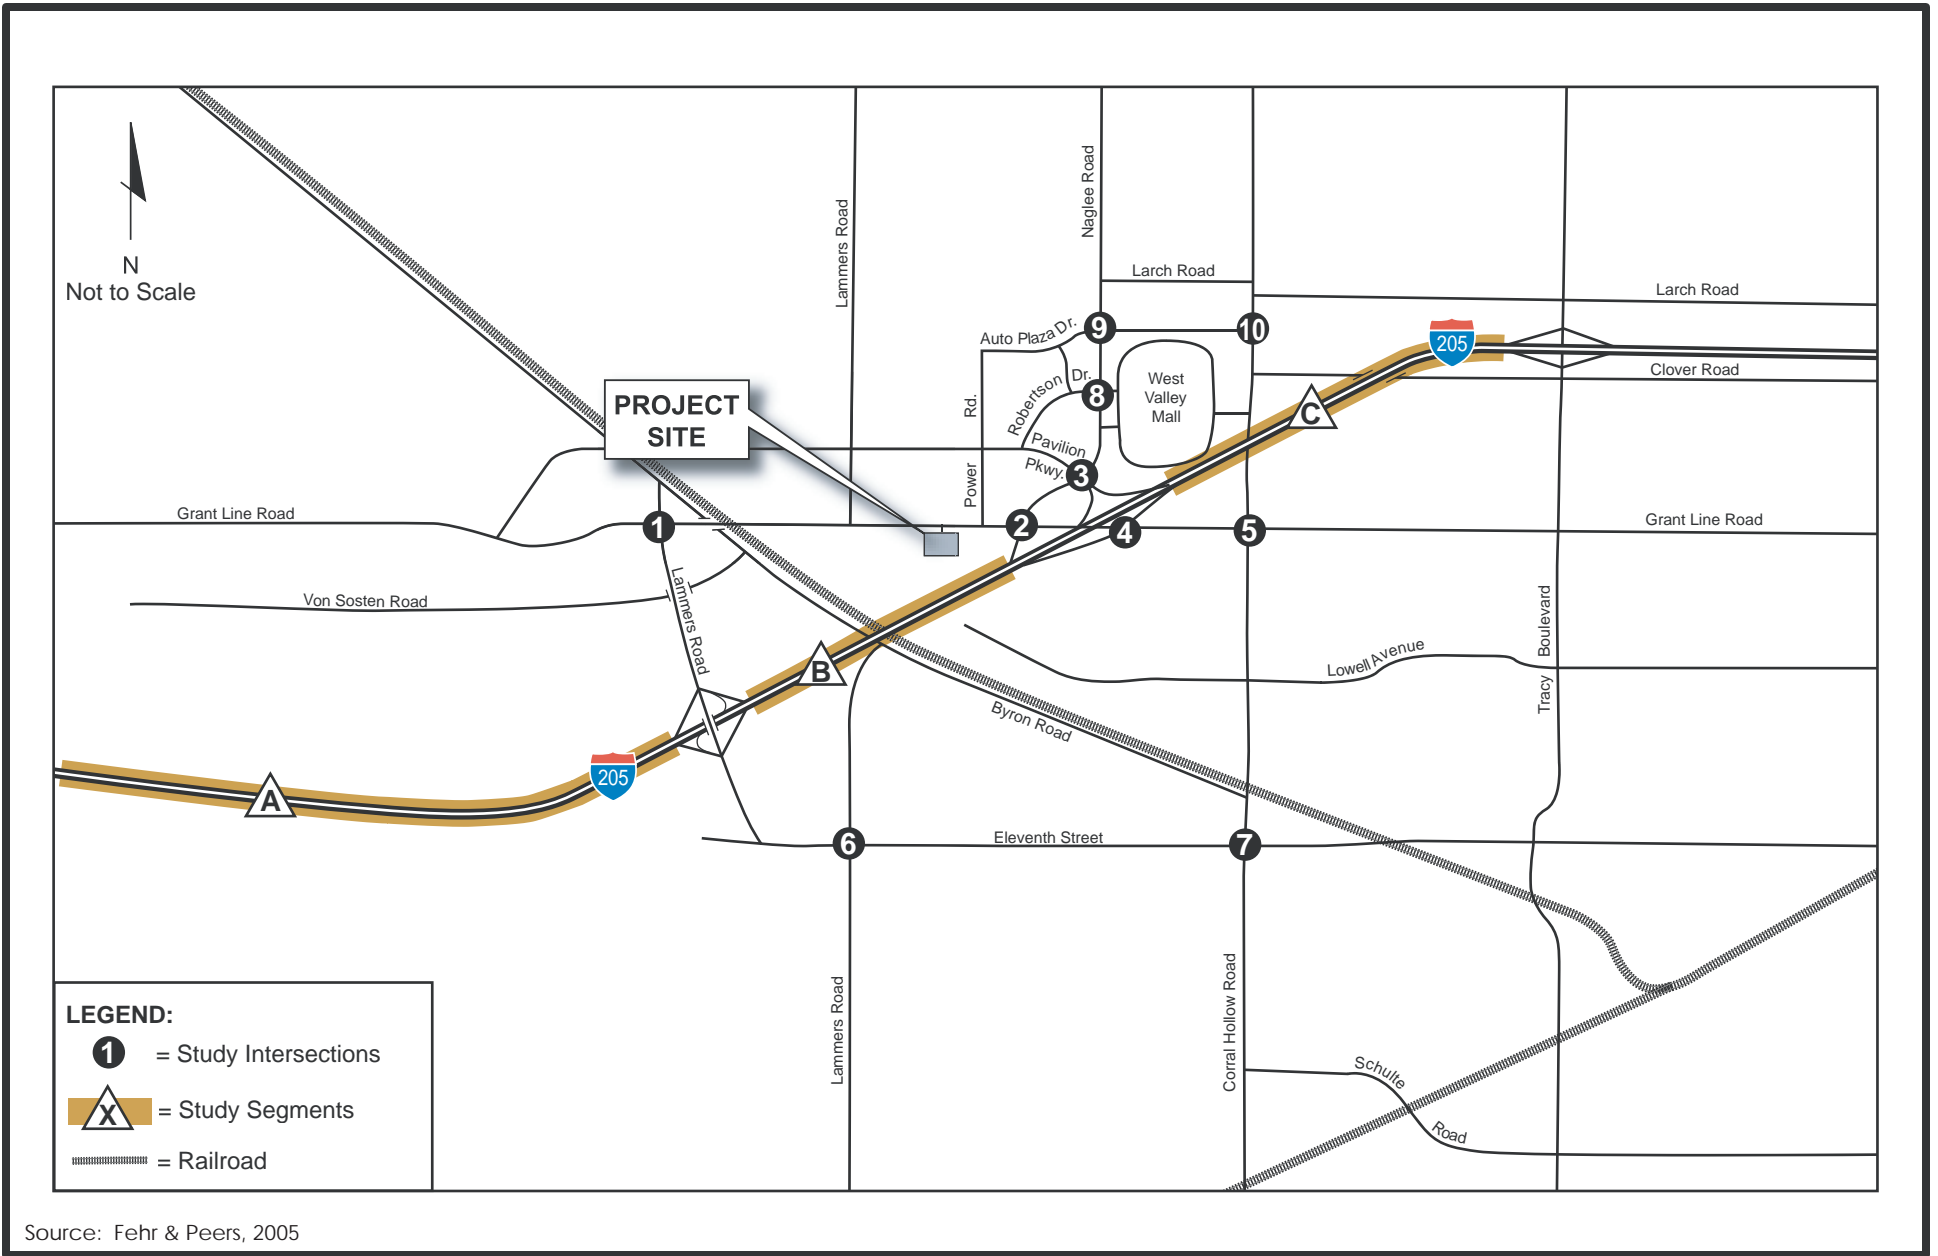 N
Not to Scale
Lammers Road
Naglee Road
Larch Road
Larch Road
Auto Plaza Dr.
9
10
205
Clover Road
PROJECT
SITE
Rd.
Power
Robertson
Dr.
8
West
Valley
Mall
C
Pavilion
Pkwy.
3
Grant Line Road
1
2
4
5
Grant Line Road
Von Sosten Road
Lammers Road
B
Lowell Avenue
Boulevard
Tracy
Byron Road
A
205
6
Eleventh Street
7
Lammers Road
Corral Hollow Road
Schulte
Road
LEGEND:
1 = Study Intersections
X = Study Segments
= Railroad
Source: Fehr & Peers, 2005